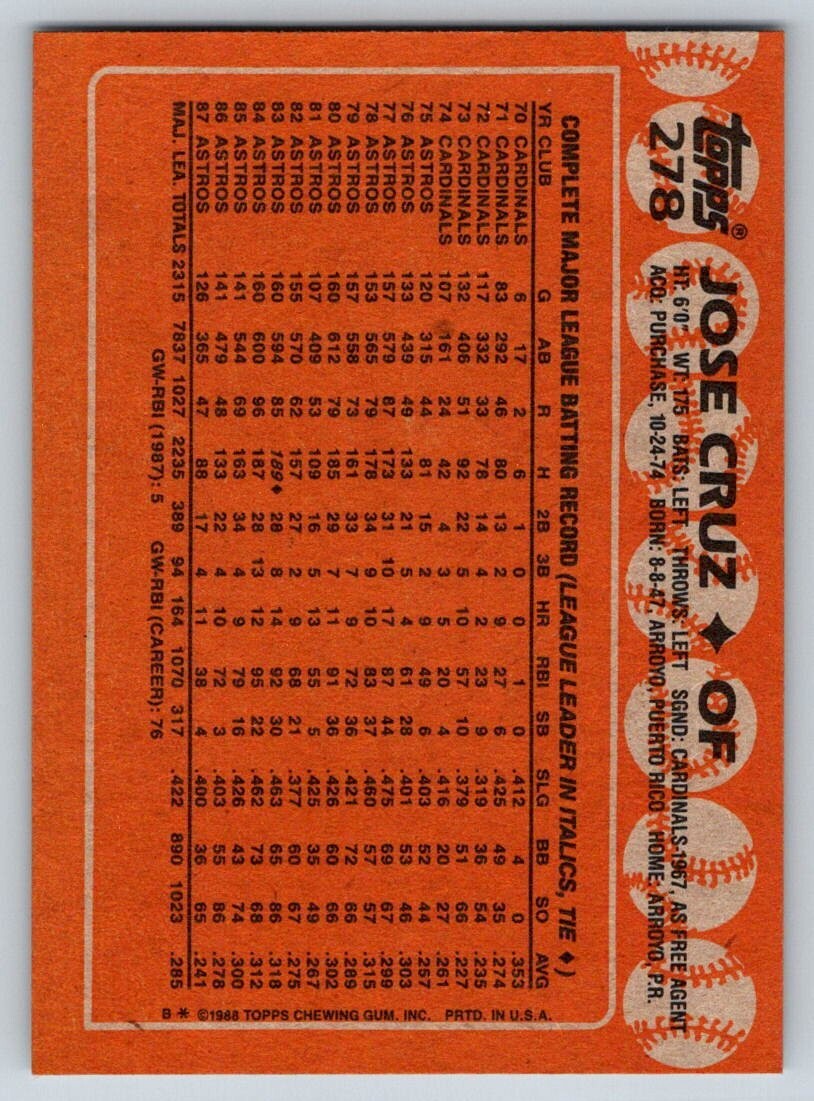 topps®
278
JOSE CRUZ ♦ OF
HT: 6'0" WT: 175 BATS: LEFT THROWS: LEFT SGND: CARDINALS-1967, AS FREE AGENT
ACQ: PURCHASE, 10-24-74 BORN: 8-8-47, ARROYO, PUERTO RICO HOME: ARROYO, P.R.
COMPLETE MAJOR LEAGUE BATTING RECORD (LEAGUE LEADER IN ITALICS, TIE ♦)
YR CLUB G AB R H 2B 3B HR RBI SB SLG BB SO AVG
70 CARDINALS 6 17 2 6 1 0 0 1 0 .412 4 0 .353
71 CARDINALS 83 292 46 80 13 2 9 27 6 .425 49 35 .274
72 CARDINALS 117 332 33 78 14 4 2 23 9 .319 36 54 .235
73 CARDINALS 132 406 51 92 22 5 10 57 10 .379 51 66 .227
74 CARDINALS 107 161 24 42 4 3 5 20 4 .416 20 27 .261
75 ASTROS 120 315 44 81 15 2 9 49 6 .403 52 44 .257
76 ASTROS 133 439 49 133 21 5 4 61 28 .401 53 46 .303
77 ASTROS 157 579 87 173 31 10 17 87 44 .475 69 67 .299
78 ASTROS 153 565 79 178 34 9 10 83 37 .460 57 57 .315
79 ASTROS 157 558 73 161 33 7 9 72 36 .421 72 66 .289
80 ASTROS 160 612 79 185 29 7 11 91 36 .426 60 66 .302
81 ASTROS 107 409 53 109 16 5 13 55 5 .425 35 49 .267
82 ASTROS 155 570 62 157 27 2 9 68 21 .377 60 67 .275
83 ASTROS 160 594 85 189♦ 28 8 14 92 30 .463 65 86 .318
84 ASTROS 160 600 96 187 28 13 12 95 22 .462 73 68 .312
85 ASTROS 141 544 69 163 34 4 9 79 16 .426 43 74 .300
86 ASTROS 141 479 48 133 22 4 10 72 3 .403 55 86 .278
87 ASTROS 126 365 47 88 17 4 11 38 4 .400 36 65 .241
MAJ. LEA. TOTALS 2315 7837 1027 2235 389 94 164 1070 317 .422 890 1023 .285
GW-RBI (1987): 5 GW-RBI (CAREER): 76
B * ©1988 TOPPS CHEWING GUM. INC. PRTD. IN U.S.A.